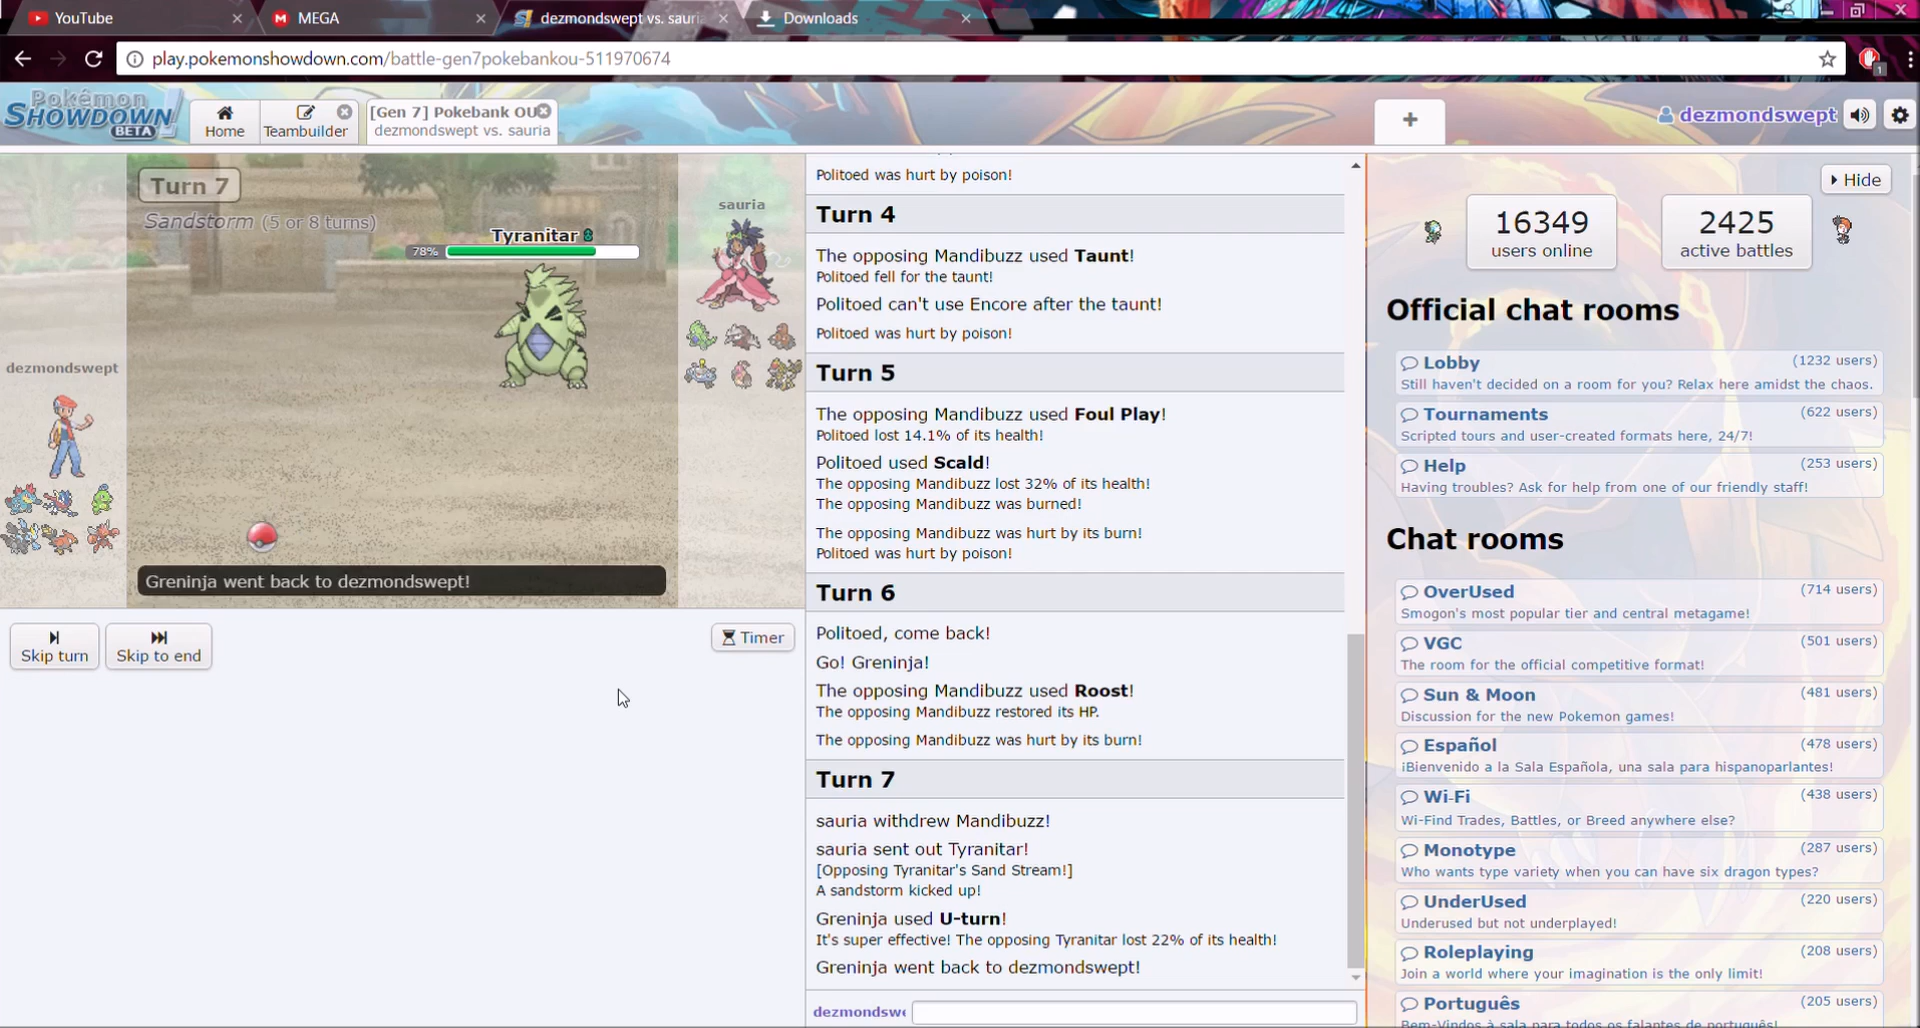 YouTube
MEGA
dezmondswept vs. sauri
Downloads
play.pokemonshowdown.com/battle-gen7pokebankou-511970674
1
Pokémon
SHOWDOWN
BETA
Home
Teambuilder
[Gen 7] Pokebank OU
dezmondswept vs. sauria
+
dezmondswept
Turn 7
Sandstorm (5 or 8 turns)
Tyranitar
78%
sauria
dezmondswept
Greninja went back to dezmondswept!
Skip turn
Skip to end
Timer
Politoed was hurt by poison!
Turn 4
The opposing Mandibuzz used Taunt!
Politoed fell for the taunt!
Politoed can't use Encore after the taunt!
Politoed was hurt by poison!
Turn 5
The opposing Mandibuzz used Foul Play!
Politoed lost 14.1% of its health!
Politoed used Scald!
The opposing Mandibuzz lost 32% of its health!
The opposing Mandibuzz was burned!
The opposing Mandibuzz was hurt by its burn!
Politoed was hurt by poison!
Turn 6
Politoed, come back!
Go! Greninja!
The opposing Mandibuzz used Roost!
The opposing Mandibuzz restored its HP.
The opposing Mandibuzz was hurt by its burn!
Turn 7
sauria withdrew Mandibuzz!
sauria sent out Tyranitar!
[Opposing Tyranitar's Sand Stream!]
A sandstorm kicked up!
Greninja used U-turn!
It's super effective! The opposing Tyranitar lost 22% of its health!
Greninja went back to dezmondswept!
dezmondswe
Hide
16349
users online
2425
active battles
Official chat rooms
Lobby (1232 users)
Still haven't decided on a room for you? Relax here amidst the chaos.
Tournaments (622 users)
Scripted tours and user-created formats here, 24/7!
Help (253 users)
Having troubles? Ask for help from one of our friendly staff!
Chat rooms
OverUsed (714 users)
Smogon's most popular tier and central metagame!
VGC (501 users)
The room for the official competitive format!
Sun & Moon (481 users)
Discussion for the new Pokemon games!
Español (478 users)
¡Bienvenido a la Sala Española, una sala para hispanoparlantes!
Wi-Fi (438 users)
Wi-Find Trades, Battles, or Breed anywhere else?
Monotype (287 users)
Who wants type variety when you can have six dragon types?
UnderUsed (220 users)
Underused but not underplayed!
Roleplaying (208 users)
Join a world where your imagination is the only limit!
Português (205 users)
Bem-Vindos à sala para todos os falantes de português!